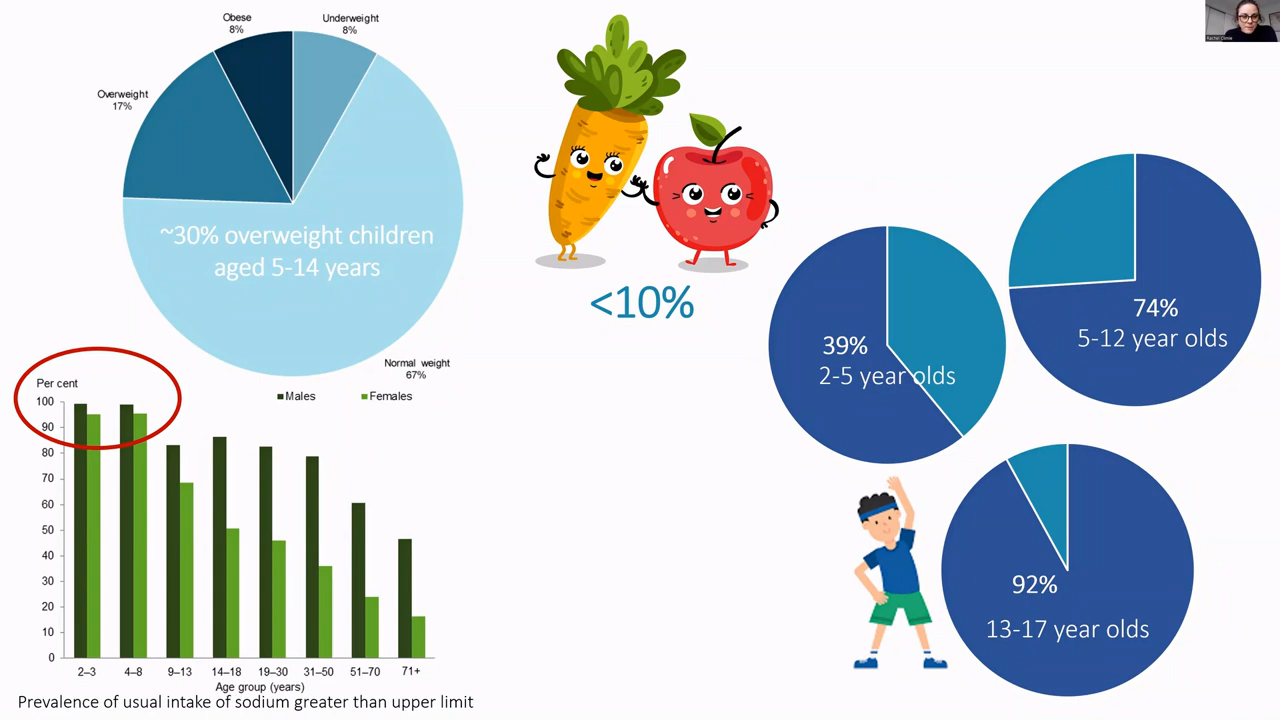 Obese
8%
Underweight
8%
Overweight
17%
~30% overweight children
aged 5-14 years
Normal weight
67%
<10%
74%
5-12 year olds
39%
2-5 year olds
92%
13-17 year olds
Per cent
Males
Females
100
90
80
70
60
50
40
30
20
10
0
2–3
4–8
9–13
14–18
19–30
31–50
51–70
71+
Age group (years)
Prevalence of usual intake of sodium greater than upper limit